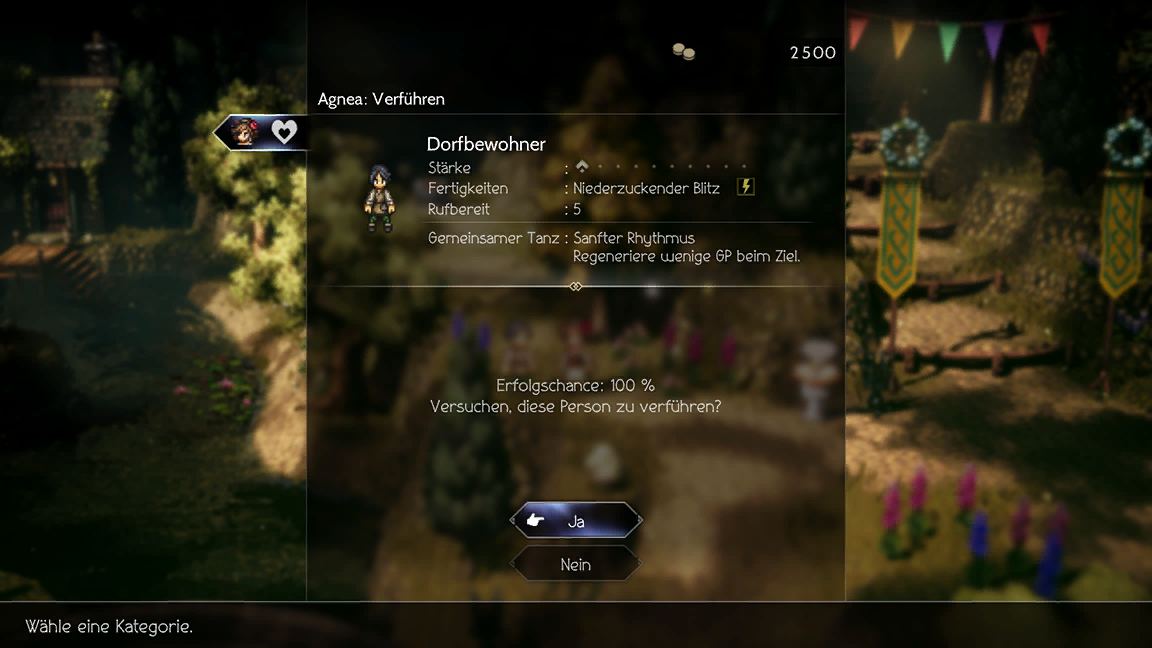 2500
Agnea: Verführen
Dorfbewohner
Stärke :
Fertigkeiten : Niederzuckender Blitz
Rufbereit : 5
Gemeinsamer Tanz : Sanfter Rhythmus
Regeneriere wenige GP beim Ziel.
Erfolgschance: 100 %
Versuchen, diese Person zu verführen?
Ja
Nein
Wähle eine Kategorie.